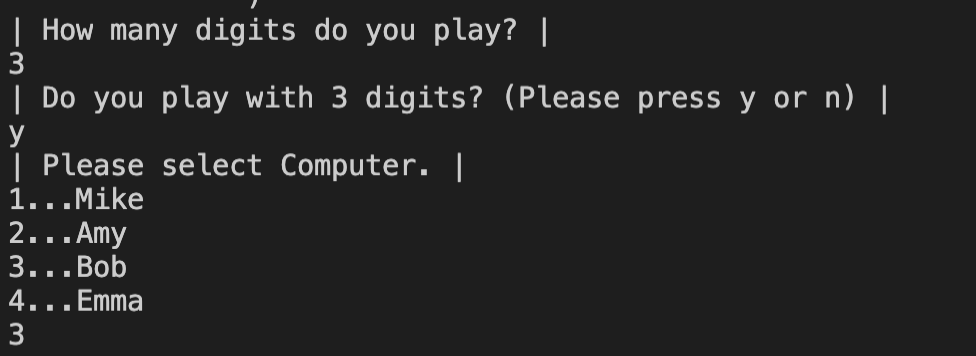 | How many digits do you play? |
3
| Do you play with 3 digits? (Please press y or n) |
y
| Please select Computer. |
1...Mike
2...Amy
3...Bob
4...Emma
3